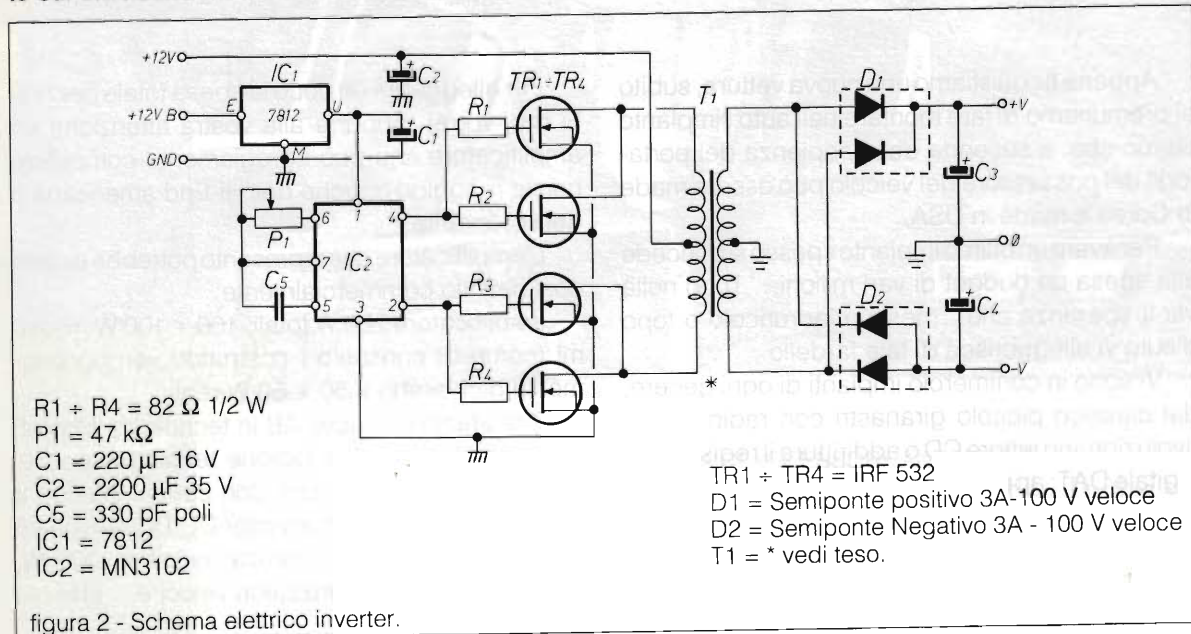 +12V
IC1
C2
TR1÷TR4
T1
D1
E
U
+12V B
7812
+V
R1
M
C1
GND
C3
R2
6
1
4
P1
Ø
7
IC2
R3
C5
D2
5
3
2
C4
R4
-V
*
R1 ÷ R4 = 82 Ω 1/2 W
P1 = 47 kΩ
C1 = 220 µF 16 V
C2 = 2200 µF 35 V
C5 = 330 pF poli
IC1 = 7812
IC2 = MN3102
TR1 ÷ TR4 = IRF 532
D1 = Semiponte positivo 3A-100 V veloce
D2 = Semiponte Negativo 3A - 100 V veloce
T1 = * vedi teso.
figura 2 - Schema elettrico inverter.